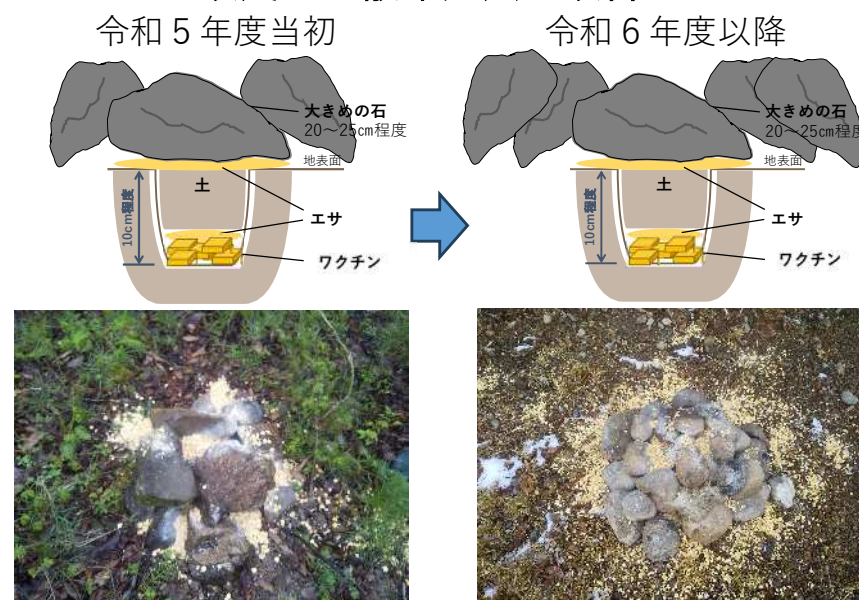 令和５年度当初
令和６年度以降
大きめの石
20～25cm程度
地表面
土
10cm程度
エサ
ワクチン
大きめの石
20～25cm程度
地表面
土
10cm程度
エサ
ワクチン